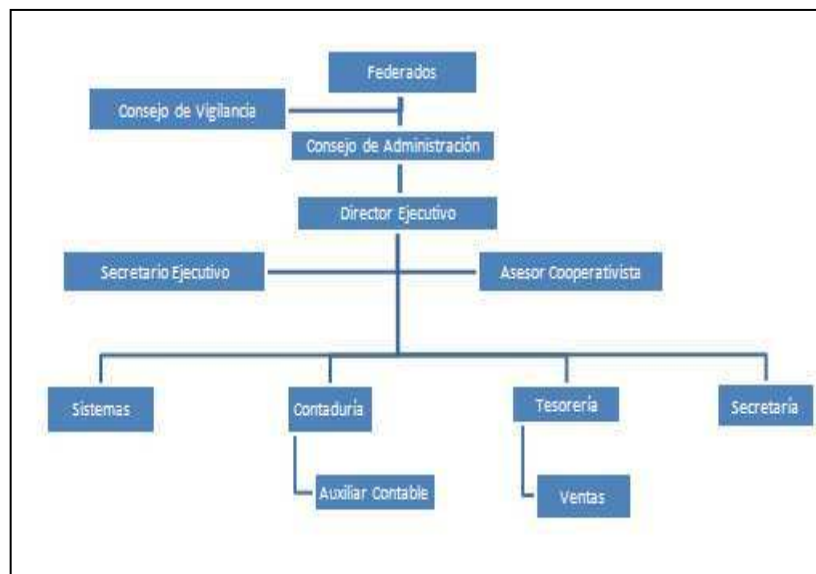 Federados
Consejo de Vigilancia
Consejo de Administración
Director Ejecutivo
Secretario Ejecutivo
Asesor Cooperativista
Sistemas
Contaduría
Tesorería
Secretaría
Auxiliar Contable
Ventas